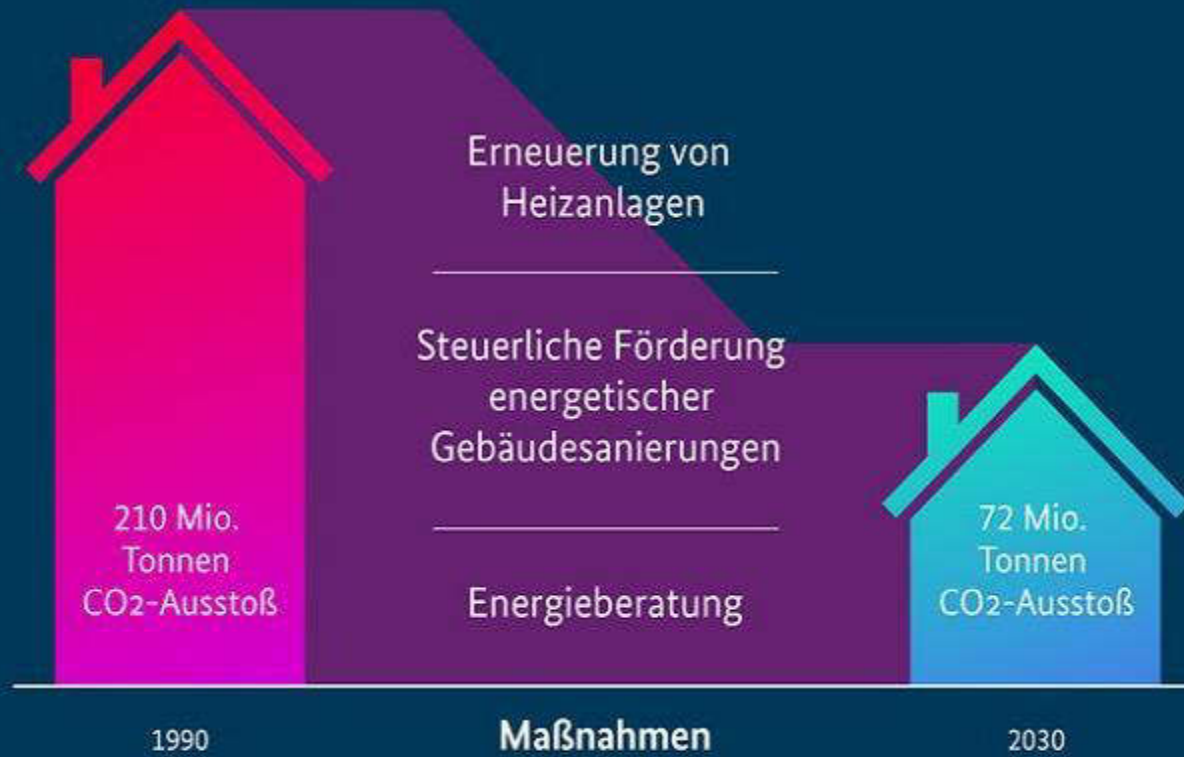 Erneuerung von
Heizanlagen
Steuerliche Förderung
energetischer
Gebäudesanierungen
Energieberatung
210 Mio.
Tonnen
CO2-Ausstoß
72 Mio.
Tonnen
CO2-Ausstoß
1990
Maßnahmen
2030